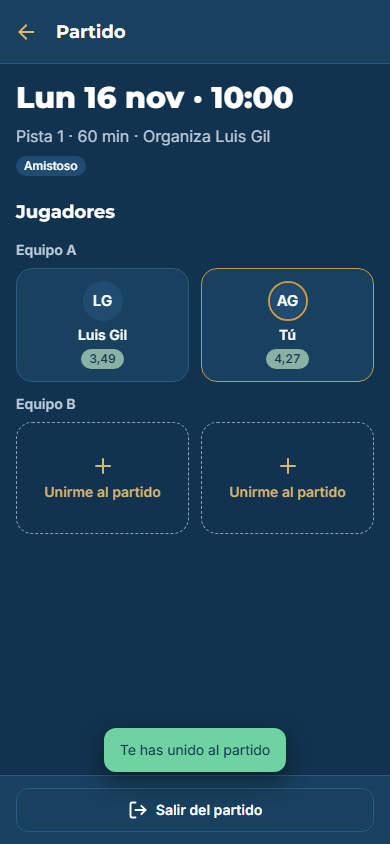 Partido
Lun 16 nov · 10:00
Pista 1 · 60 min · Organiza Luis Gil
Amistoso
Jugadores
Equipo A
LG
Luis Gil
3,49
AG
Tú
4,27
Equipo B
Unirme al partido
Unirme al partido
Te has unido al partido
Salir del partido